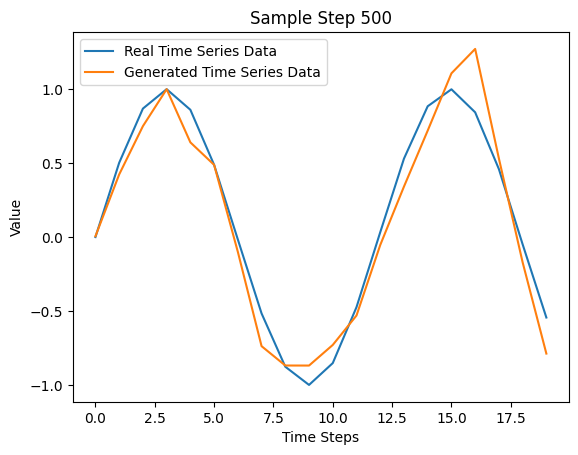 Sample Step 500
Real Time Series Data
Generated Time Series Data
1.0
0.5
0.0
−0.5
−1.0
Value
0.0 2.5 5.0 7.5 10.0 12.5 15.0 17.5
Time Steps